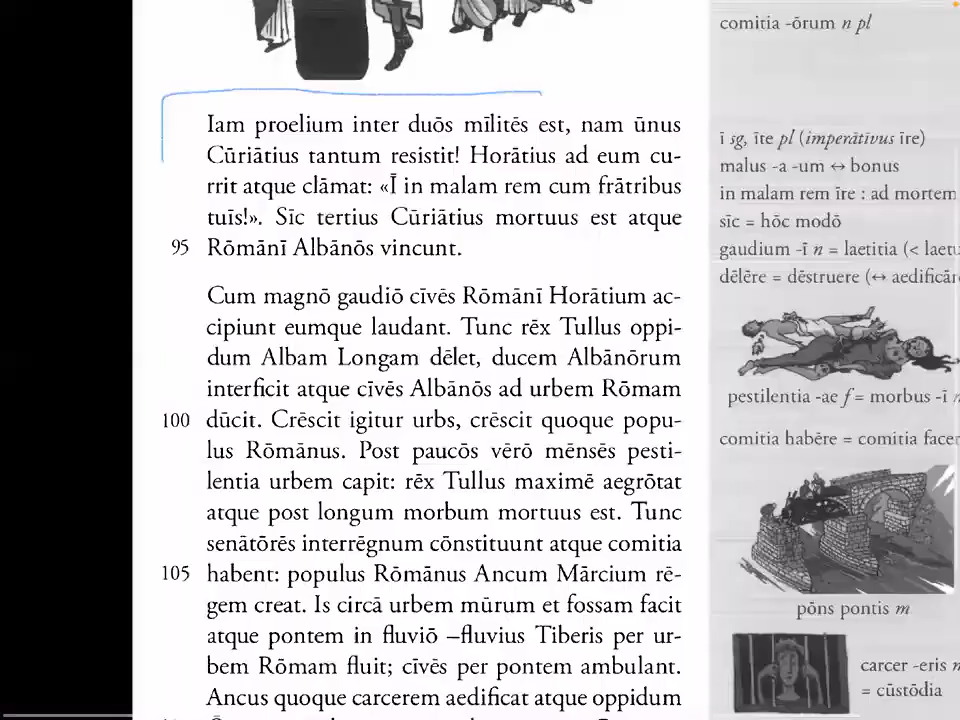 comitia -ōrum n pl
Iam proelium inter duōs mīlitēs est, nam ūnus
Cūriātius tantum resistit! Horātius ad eum cu-
rrit atque clāmat: «Ī in malam rem cum frātribus
tuīs!». Sīc tertius Cūriātius mortuus est atque
95 Rōmānī Albānōs vincunt.
Cum magnō gaudiō cīvēs Rōmānī Horātium ac-
cipiunt eumque laudant. Tunc rēx Tullus oppi-
dum Albam Longam dēlet, ducem Albānōrum
interficit atque cīvēs Albānōs ad urbem Rōmam
100 dūcit. Crēscit igitur urbs, crēscit quoque popu-
lus Rōmānus. Post paucōs vērō mēnsēs pesti-
lentia urbem capit: rēx Tullus maximē aegrōtat
atque post longum morbum mortuus est. Tunc
senātōrēs interrēgnum cōnstituunt atque comitia
105 habent: populus Rōmānus Ancum Mārcium rē-
gem creat. Is circā urbem mūrum et fossam facit
atque pontem in fluviō –fluvius Tiberis per ur-
bem Rōmam fluit; cīvēs per pontem ambulant.
Ancus quoque carcerem aedificat atque oppidum
ī sg, īte pl (imperātīvus īre)
malus -a -um ↔ bonus
in malam rem īre : ad mortem
sīc = hōc modō
gaudium -ī n = laetitia (< laetu
dēlēre = dēstruere (↔ aedificāre
pestilentia -ae f = morbus -ī n
comitia habēre = comitia facer
pōns pontis m
carcer -eris n
= cūstōdia